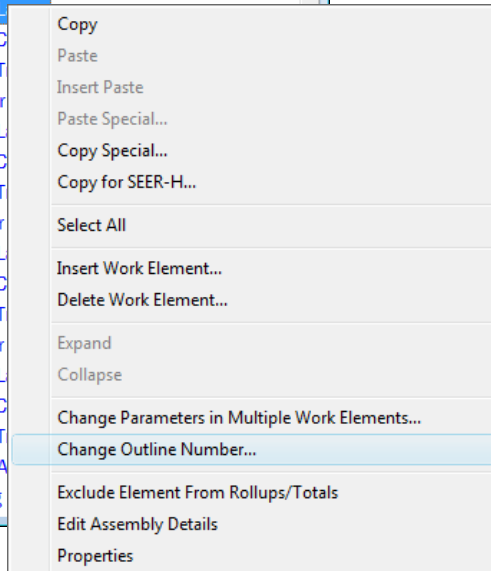 Copy
Paste
Insert Paste
Paste Special...
Copy Special...
Copy for SEER-H...
Select All
Insert Work Element...
Delete Work Element...
Expand
Collapse
Change Parameters in Multiple Work Elements...
Change Outline Number...
Exclude Element From Rollups/Totals
Edit Assembly Details
Properties